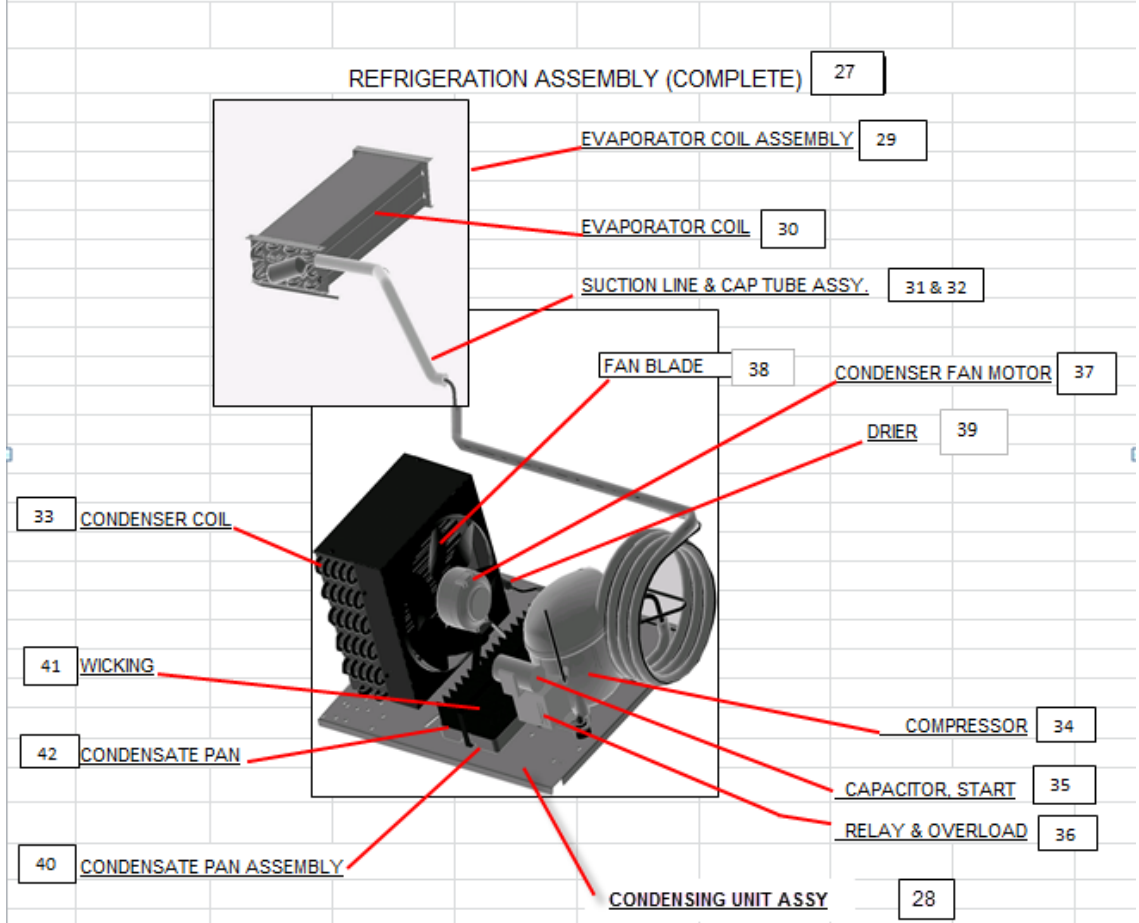 REFRIGERATION ASSEMBLY (COMPLETE) 27
EVAPORATOR COIL ASSEMBLY 29
EVAPORATOR COIL 30
SUCTION LINE & CAP TUBE ASSY. 31 & 32
FAN BLADE 38
CONDENSER FAN MOTOR 37
DRIER 39
33 CONDENSER COIL
41 WICKING
COMPRESSOR 34
42 CONDENSATE PAN
CAPACITOR, START 35
RELAY & OVERLOAD 36
40 CONDENSATE PAN ASSEMBLY
CONDENSING UNIT ASSY 28